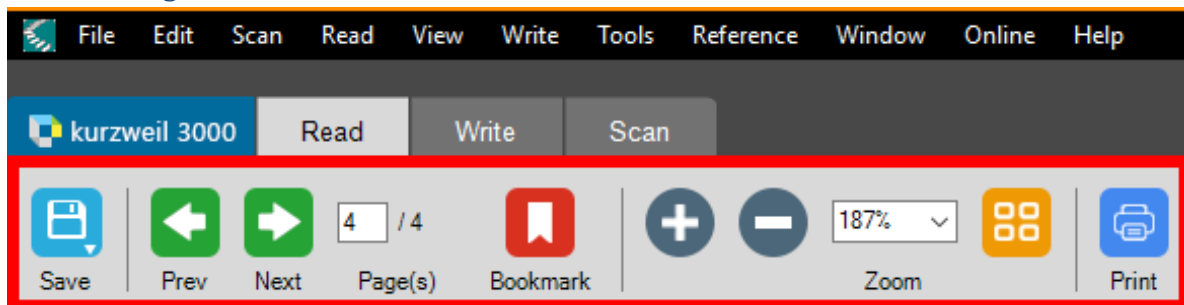 File Edit Scan Read View Write Tools Reference Window Online Help
kurzweil 3000 Read Write Scan
4 / 4 187%
Save Prev Next Page(s) Bookmark Zoom Print